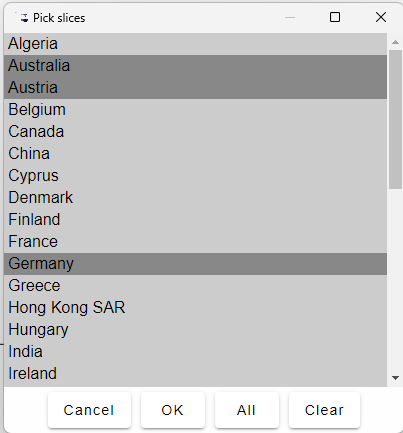 Pick slices
Algeria
Australia
Austria
Belgium
Canada
China
Cyprus
Denmark
Finland
France
Germany
Greece
Hong Kong SAR
Hungary
India
Ireland
Cancel OK All Clear